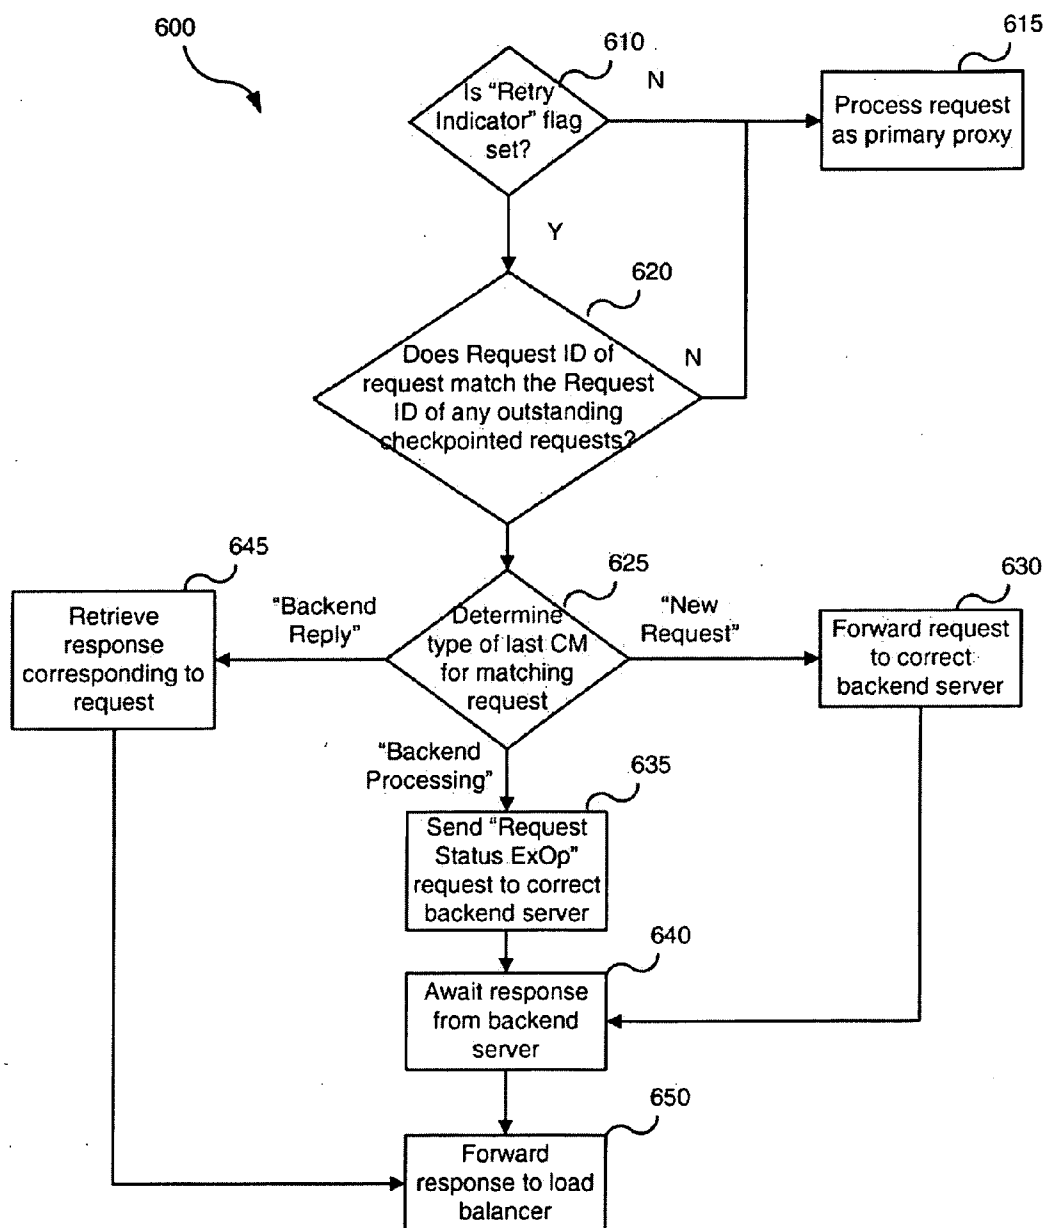 600
610
Is “Retry
Indicator” flag
set?
N
615
Process request
as primary proxy
Y
620
Does Request ID of
request match the Request
ID of any outstanding
checkpointed requests?
N
645
Retrieve
response
corresponding to
request
“Backend
Reply”
625
Determine
type of last CM
for matching
request
“New
Request”
630
Forward request
to correct
backend server
“Backend
Processing”
635
Send “Request
Status ExOp”
request to correct
backend server
640
Await response
from backend
server
650
Forward
response to load
balancer